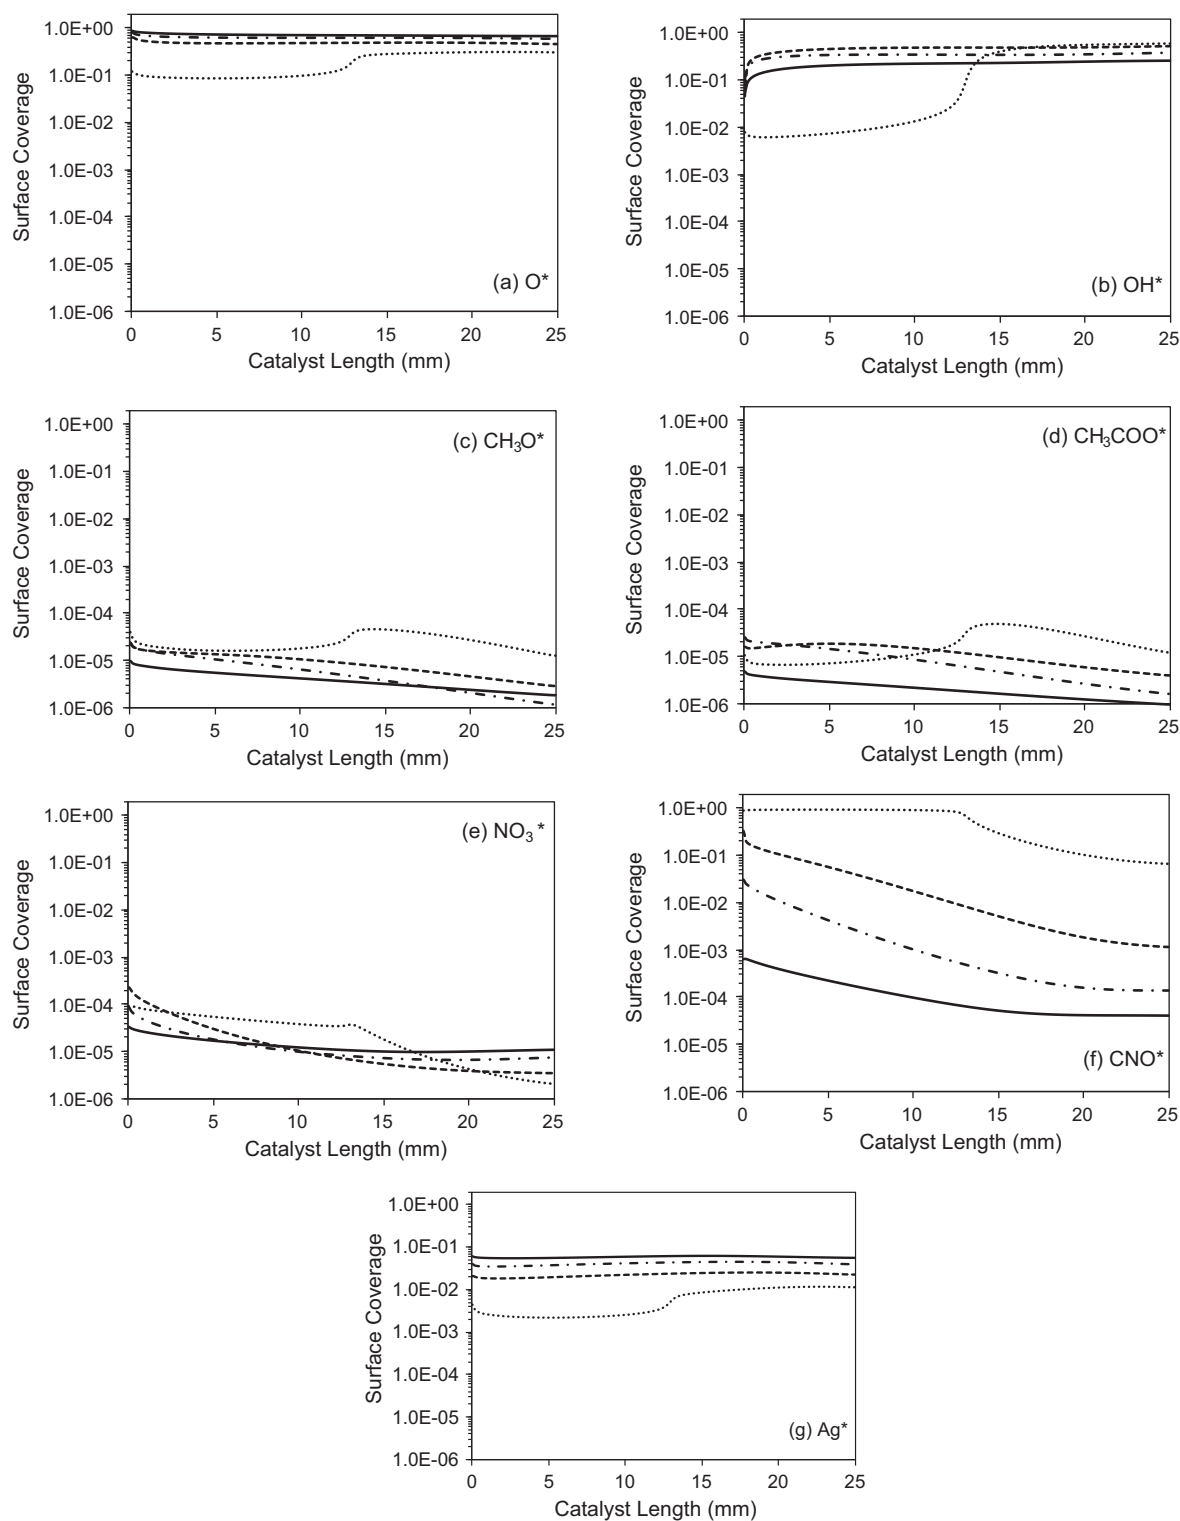 1.0E+00
1.0E-01
1.0E-02
1.0E-03
1.0E-04
1.0E-05
1.0E-06
Surface Coverage
(a) O*
0 5 10 15 20 25
Catalyst Length (mm)
1.0E+00
1.0E-01
1.0E-02
1.0E-03
1.0E-04
1.0E-05
1.0E-06
Surface Coverage
(b) OH*
0 5 10 15 20 25
Catalyst Length (mm)
1.0E+00
1.0E-01
1.0E-02
1.0E-03
1.0E-04
1.0E-05
1.0E-06
Surface Coverage
(c) CH₃O*
0 5 10 15 20 25
Catalyst Length (mm)
1.0E+00
1.0E-01
1.0E-02
1.0E-03
1.0E-04
1.0E-05
1.0E-06
Surface Coverage
(d) CH₃COO*
0 5 10 15 20 25
Catalyst Length (mm)
1.0E+00
1.0E-01
1.0E-02
1.0E-03
1.0E-04
1.0E-05
1.0E-06
Surface Coverage
(e) NO₃*
0 5 10 15 20 25
Catalyst Length (mm)
1.0E+00
1.0E-01
1.0E-02
1.0E-03
1.0E-04
1.0E-05
1.0E-06
Surface Coverage
(f) CNO*
0 5 10 15 20 25
Catalyst Length (mm)
1.0E+00
1.0E-01
1.0E-02
1.0E-03
1.0E-04
1.0E-05
1.0E-06
Surface Coverage
(g) Ag*
0 5 10 15 20 25
Catalyst Length (mm)